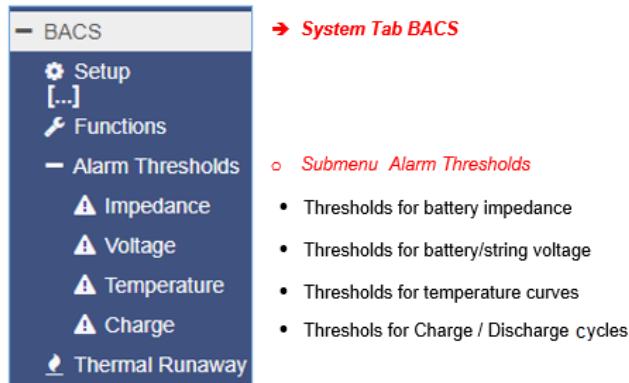 − BACS ➔ System Tab BACS
Setup
[...]
Functions
− Alarm Thresholds o Submenu Alarm Thresholds
Impedance • Thresholds for battery impedance
Voltage • Thresholds for battery/string voltage
Temperature • Thresholds for temperature curves
Charge • Threshols for Charge / Discharge cycles
Thermal Runaway